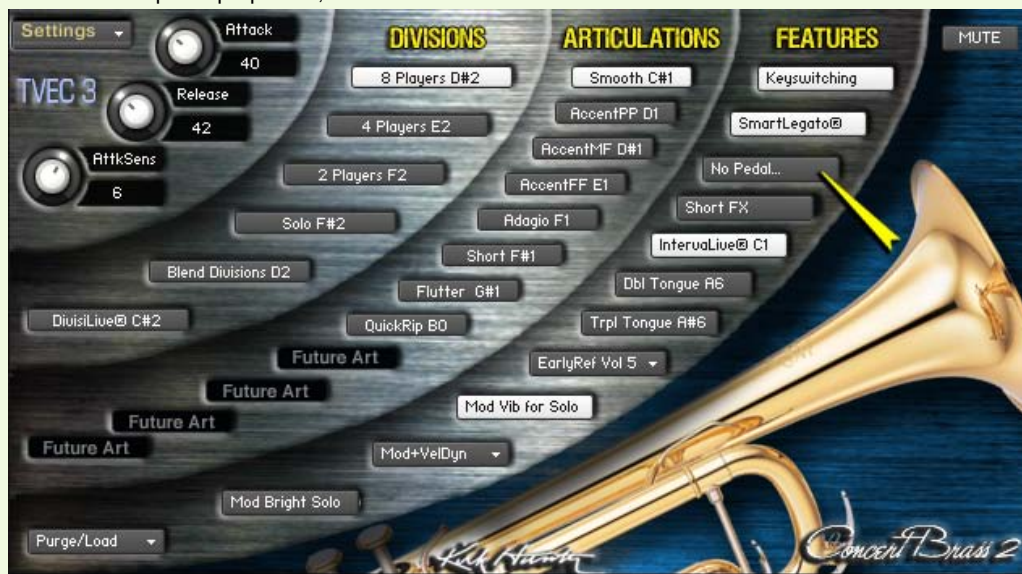 Settings
Attack
40
DIVISIONS
ARTICULATIONS
FEATURES
MUTE
TVEC 3
Release
42
AttkSens
6
8 Players D#2
4 Players E2
2 Players F2
Solo F#2
Blend Divisions D2
DivisiLive® C#2
Future Art
Future Art
Future Art
Future Art
Purge/Load
Smooth C#1
AccentPP D1
AccentMF D#1
AccentFF E1
Adagio F1
Short F#1
Flutter G#1
QuickRip B0
Keyswitching
SmartLegato®
No Pedal...
Short FX
IntervaLive® C1
Dbl Tongue A6
Trpl Tongue A#6
EarlyRef Vol 5
Mod Vib for Solo
Mod+VelDyn
Mod Bright Solo
Kirk Hunter
Concert Brass 2